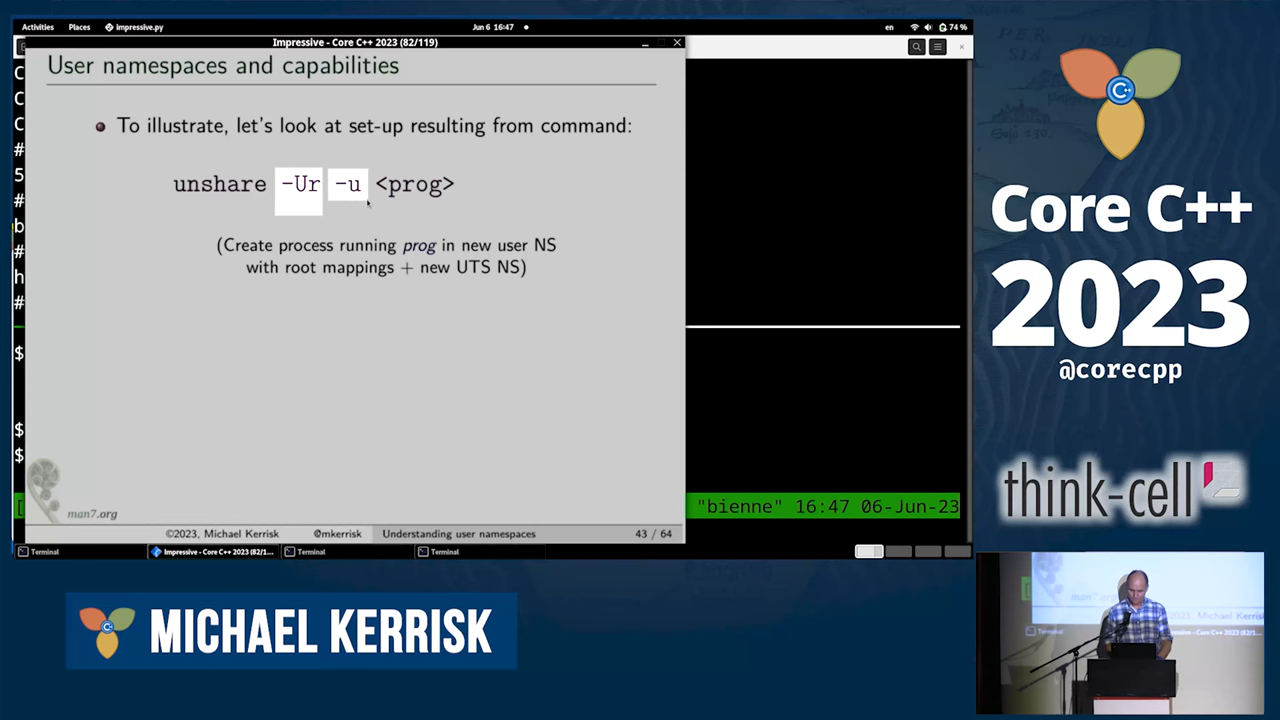 Activities Places Impressive.py Jun 6 16:47 en 74 %
Impressive - Core C++ 2023 (82/119)
User namespaces and capabilities
To illustrate, let's look at set-up resulting from command:
unshare -Ur -u <prog>
(Create process running prog in new user NS
with root mappings + new UTS NS)
man7.org
©2023, Michael Kerrisk @mkerrisk Understanding user namespaces 43 / 64
C
C
C
#
5
#
b
#
h
#
$
$
$
[
"bienne" 16:47 06-Jun-23
Terminal Impressive - Core C++ 2023 (82/1... Terminal Terminal
C++
Core C++
2023
@corecpp
think-cell
C++
MICHAEL KERRISK
man7.org
Terminal